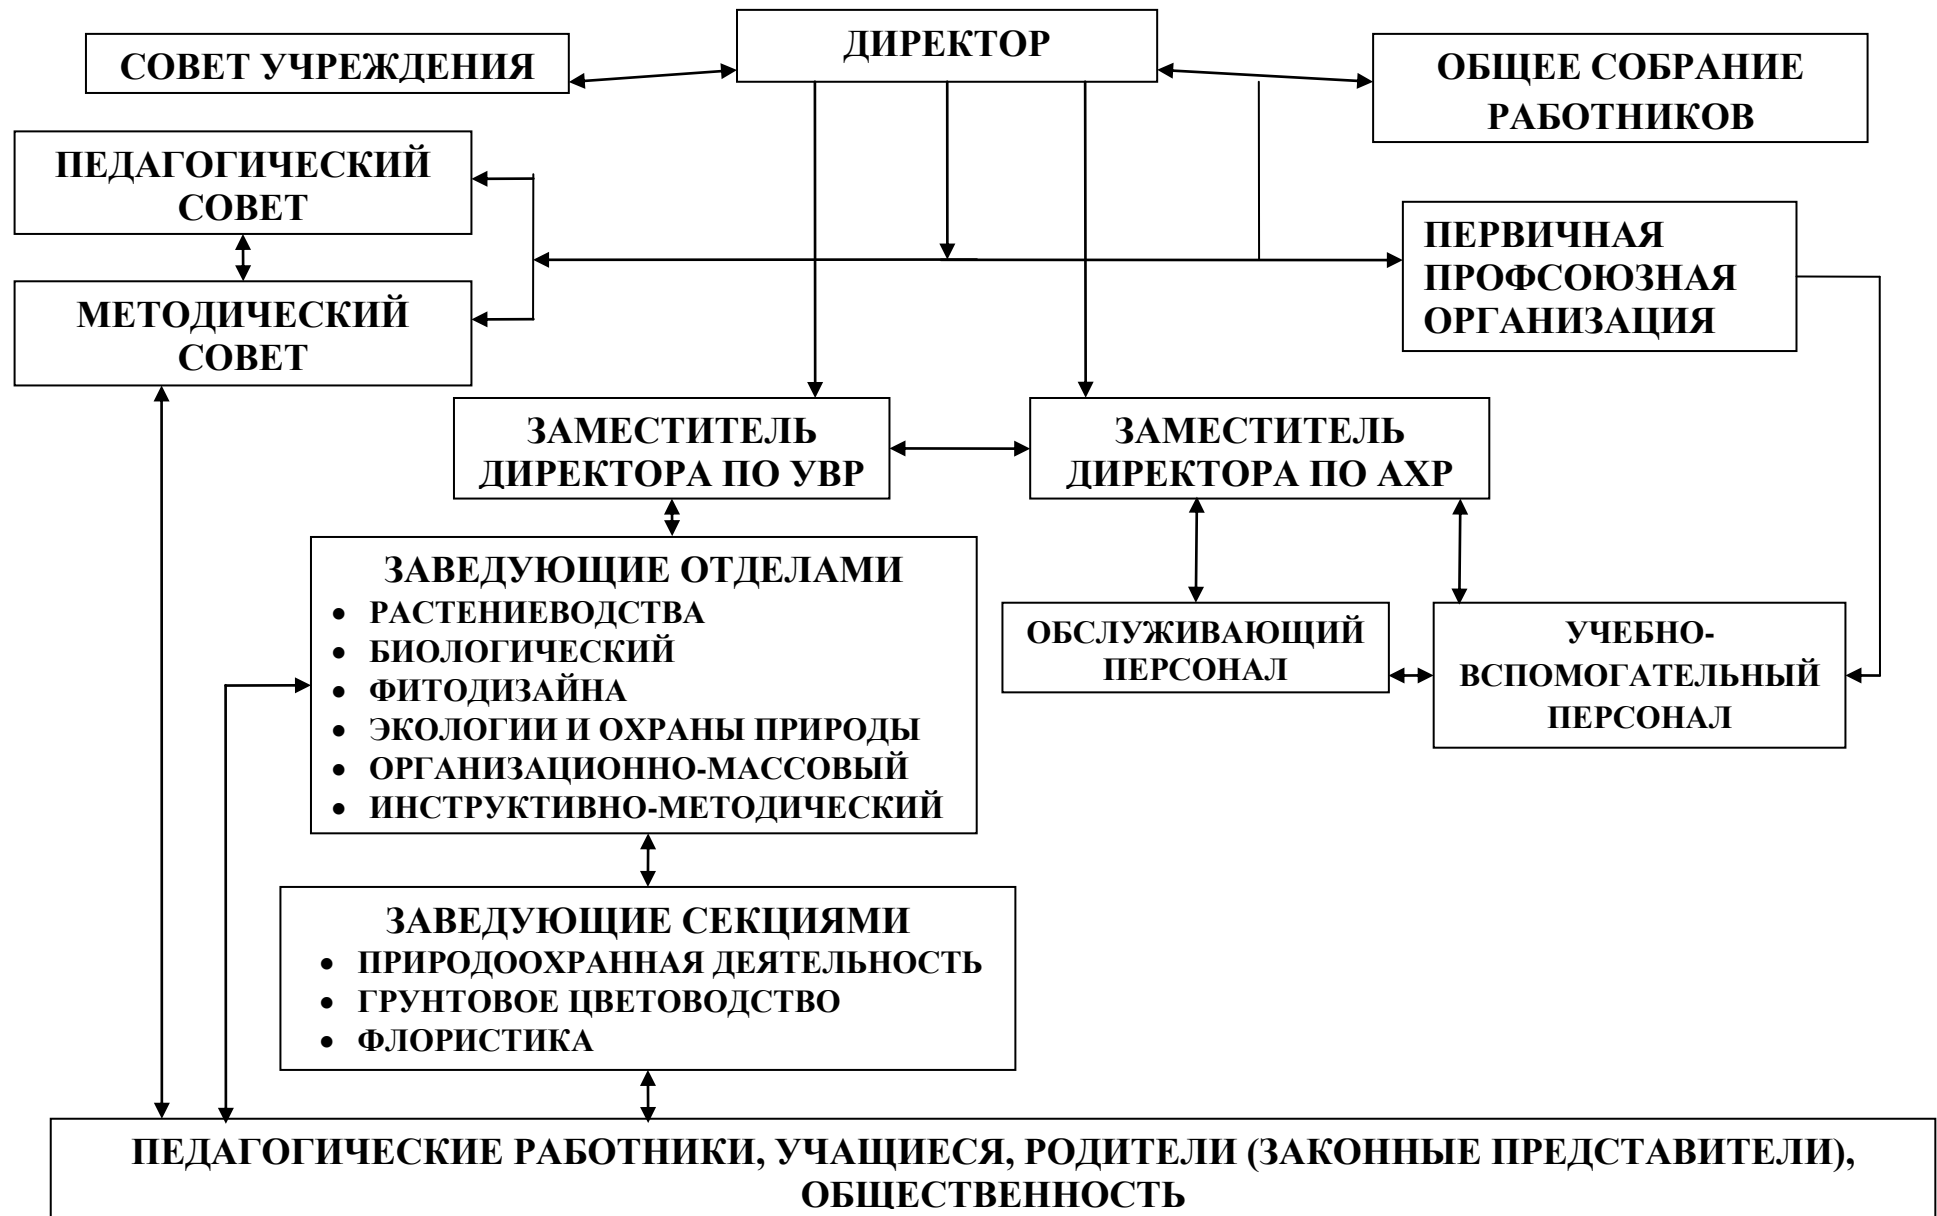 ДИРЕКТОР
СОВЕТ УЧРЕЖДЕНИЯ
ОБЩЕЕ СОБРАНИЕ
РАБОТНИКОВ
ПЕДАГОГИЧЕСКИЙ
СОВЕТ
ПЕРВИЧНАЯ
ПРОФСОЮЗНАЯ
ОРГАНИЗАЦИЯ
МЕТОДИЧЕСКИЙ
СОВЕТ
ЗАМЕСТИТЕЛЬ
ДИРЕКТОРА ПО УВР
ЗАМЕСТИТЕЛЬ
ДИРЕКТОРА ПО АХР
ЗАВЕДУЮЩИЕ ОТДЕЛАМИ
• РАСТЕНИЕВОДСТВА
• БИОЛОГИЧЕСКИЙ
• ФИТОДИЗАЙНА
• ЭКОЛОГИИ И ОХРАНЫ ПРИРОДЫ
• ОРГАНИЗАЦИОННО-МАССОВЫЙ
• ИНСТРУКТИВНО-МЕТОДИЧЕСКИЙ
ОБСЛУЖИВАЮЩИЙ
ПЕРСОНАЛ
УЧЕБНО-
ВСПОМОГАТЕЛЬНЫЙ
ПЕРСОНАЛ
ЗАВЕДУЮЩИЕ СЕКЦИЯМИ
• ПРИРОДООХРАННАЯ ДЕЯТЕЛЬНОСТЬ
• ГРУНТОВОЕ ЦВЕТОВОДСТВО
• ФЛОРИСТИКА
ПЕДАГОГИЧЕСКИЕ РАБОТНИКИ, УЧАЩИЕСЯ, РОДИТЕЛИ (ЗАКОННЫЕ ПРЕДСТАВИТЕЛИ),
ОБЩЕСТВЕННОСТЬ